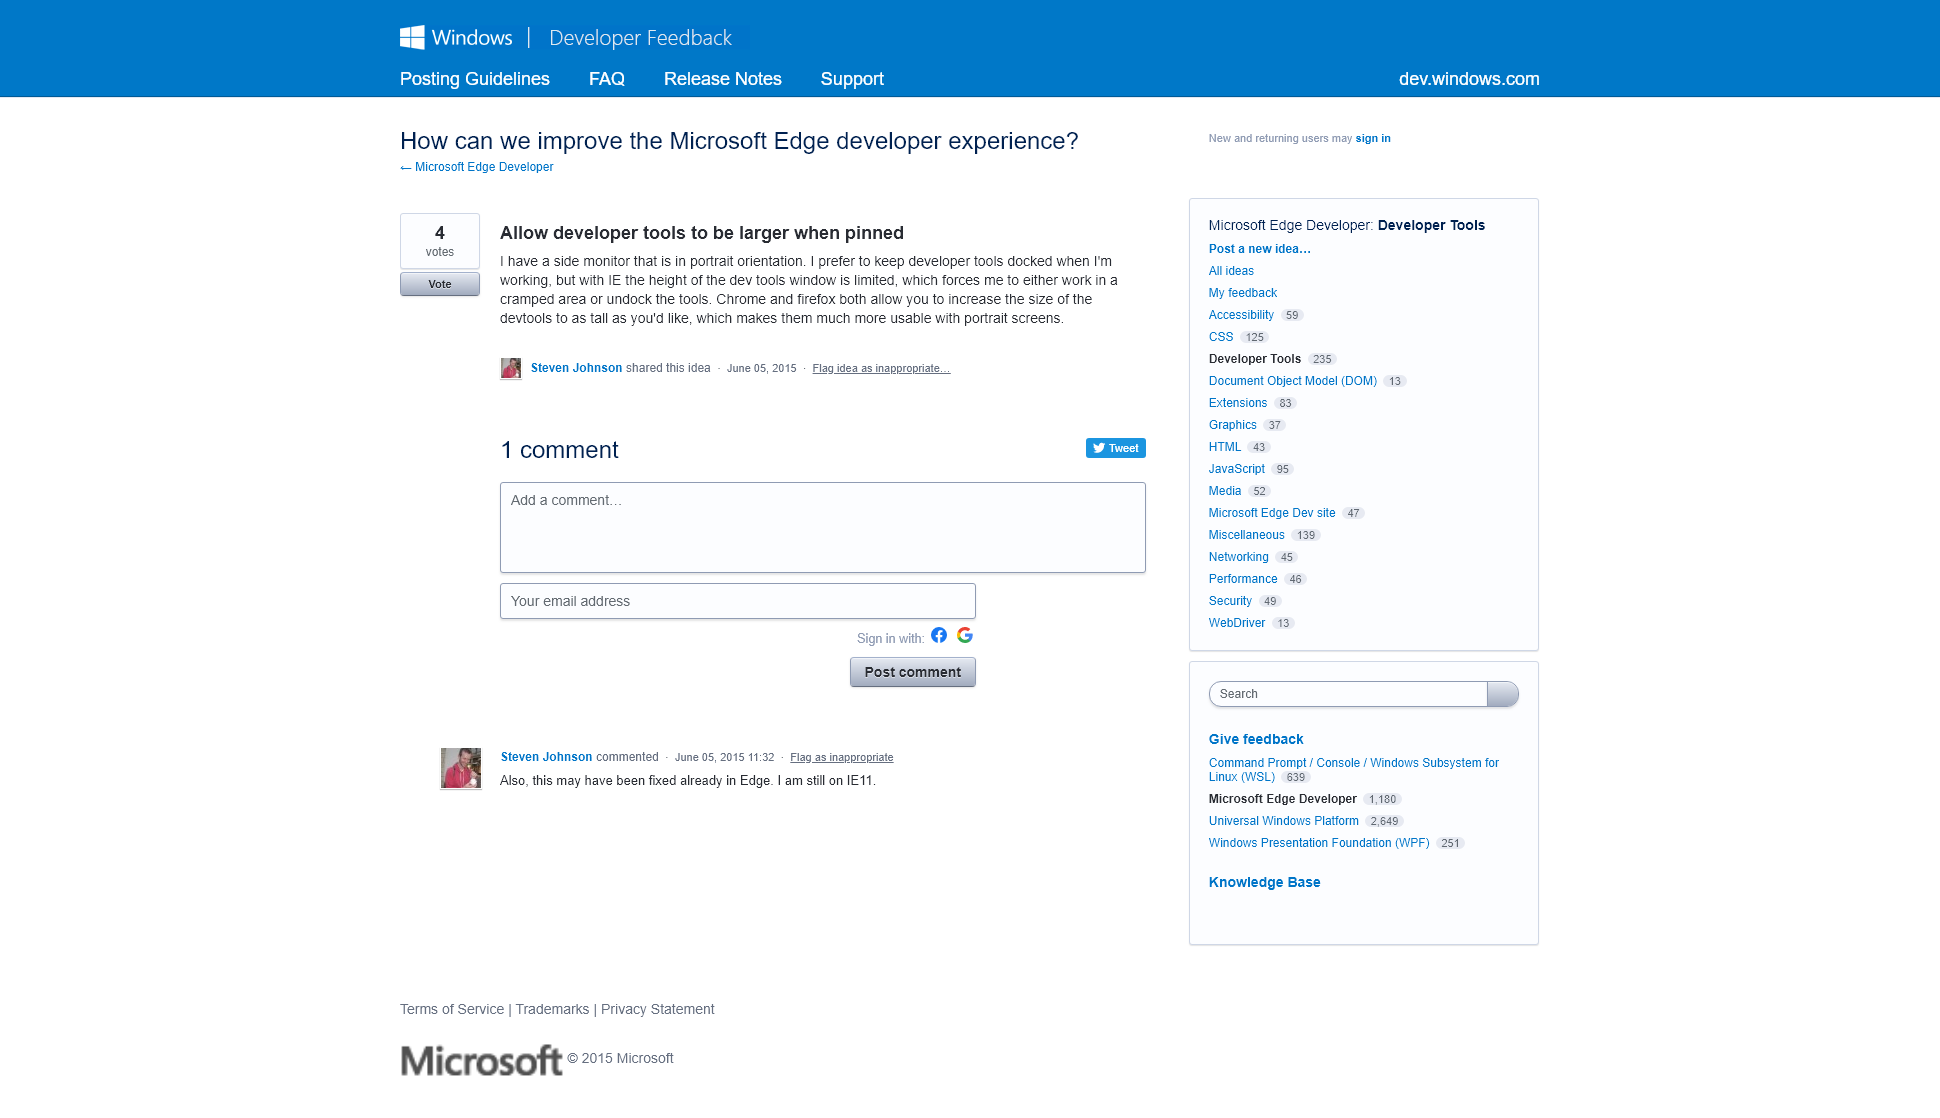 Windows | Developer Feedback
Posting Guidelines FAQ Release Notes Support dev.windows.com
How can we improve the Microsoft Edge developer experience?
← Microsoft Edge Developer
New and returning users may sign in
4
votes
Vote
Allow developer tools to be larger when pinned
I have a side monitor that is in portrait orientation. I prefer to keep developer tools docked when I'm
working, but with IE the height of the dev tools window is limited, which forces me to either work in a
cramped area or undock the tools. Chrome and firefox both allow you to increase the size of the
devtools to as tall as you'd like, which makes them much more usable with portrait screens.
Steven Johnson shared this idea · June 05, 2015 · Flag idea as inappropriate…
1 comment
Tweet
Add a comment…
Your email address
Sign in with:
Post comment
Steven Johnson commented · June 05, 2015 11:32 · Flag as inappropriate
Also, this may have been fixed already in Edge. I am still on IE11.
Microsoft Edge Developer: Developer Tools
Post a new idea…
All ideas
My feedback
Accessibility 59
CSS 125
Developer Tools 235
Document Object Model (DOM) 13
Extensions 83
Graphics 37
HTML 43
JavaScript 95
Media 52
Microsoft Edge Dev site 47
Miscellaneous 139
Networking 45
Performance 46
Security 49
WebDriver 13
Search
Give feedback
Command Prompt / Console / Windows Subsystem for
Linux (WSL) 639
Microsoft Edge Developer 1,180
Universal Windows Platform 2,649
Windows Presentation Foundation (WPF) 251
Knowledge Base
Terms of Service | Trademarks | Privacy Statement
Microsoft © 2015 Microsoft